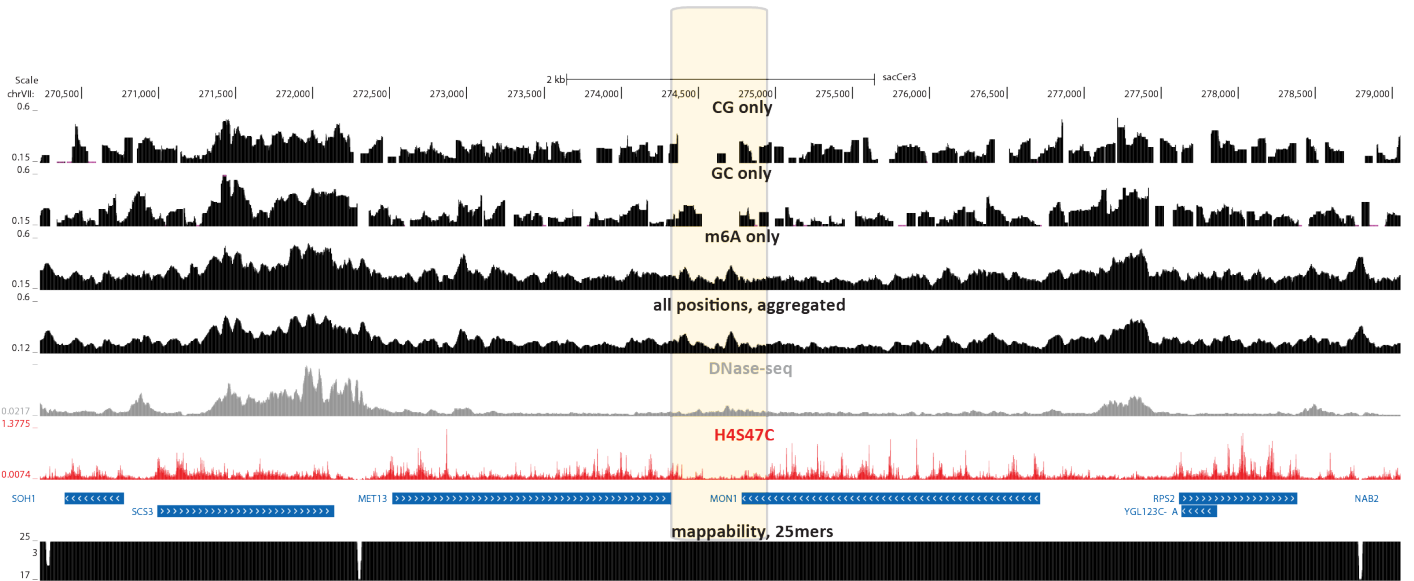 Scale
2 kb
sacCer3
chrVII:
270,500
271,000
271,500
272,000
272,500
273,000
273,500
274,000
274,500
275,000
275,500
276,000
276,500
277,000
277,500
278,000
278,500
279,000
0.6 _
CG only
0.15 _
0.6 _
GC only
0.15 _
0.6 _
m6A only
0.15 _
0.6 _
all positions, aggregated
0.12 _
DNase-seq
0.0217 _
1.3775 _
H4S47C
0.0074 _
SOH1
MET13
MON1
RPS2
NAB2
SCS3
YGL123C- A
mappability, 25mers
25 _
3
17 _